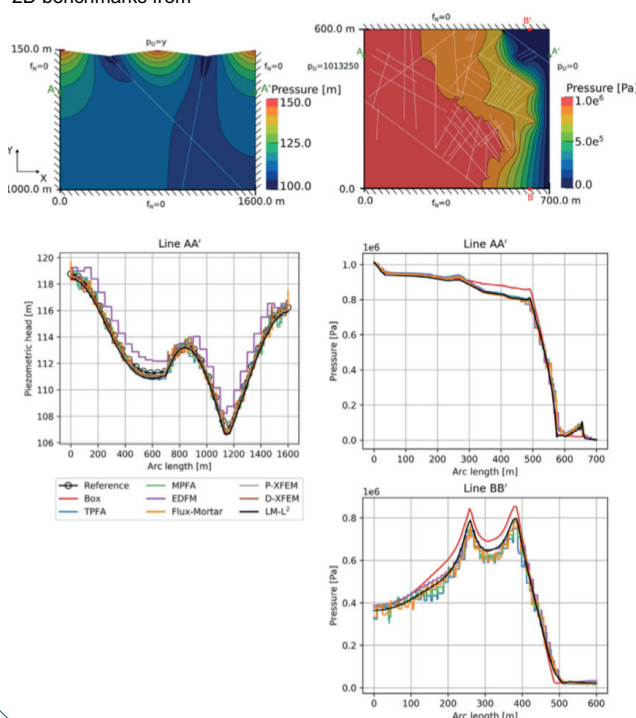 2D benchmarks from
f_N=0
p_D=y
150.0 m
f_N=0
f_N=0
A
A'
Pressure [m]
150.0
125.0
100.0
Y
X
1000.0 m
0.0
f_N=0
1600.0 m
f_N=0
B'
600.0 m
A
A'
p_D=1013250
p_D=0
Pressure [Pa]
1.0e⁶
5.0e⁵
0.0
0.0
0.0
f_N=0
B
700.0 m
Line AA′
Piezometric head [m]
120
118
116
114
112
110
108
106
0 200 400 600 800 1000 1200 1400 1600
Arc length [m]
Reference
Box
TPFA
MPFA
EDFM
Flux-Mortar
P-XFEM
D-XFEM
LM-L²
Line AA′
1e6
Pressure [Pa]
1.0
0.8
0.6
0.4
0.2
0.0
0 100 200 300 400 500 600 700
Arc length [m]
Line BB′
1e6
Pressure [Pa]
0.8
0.6
0.4
0.2
0.0
0 100 200 300 400 500 600
Arc length [m]